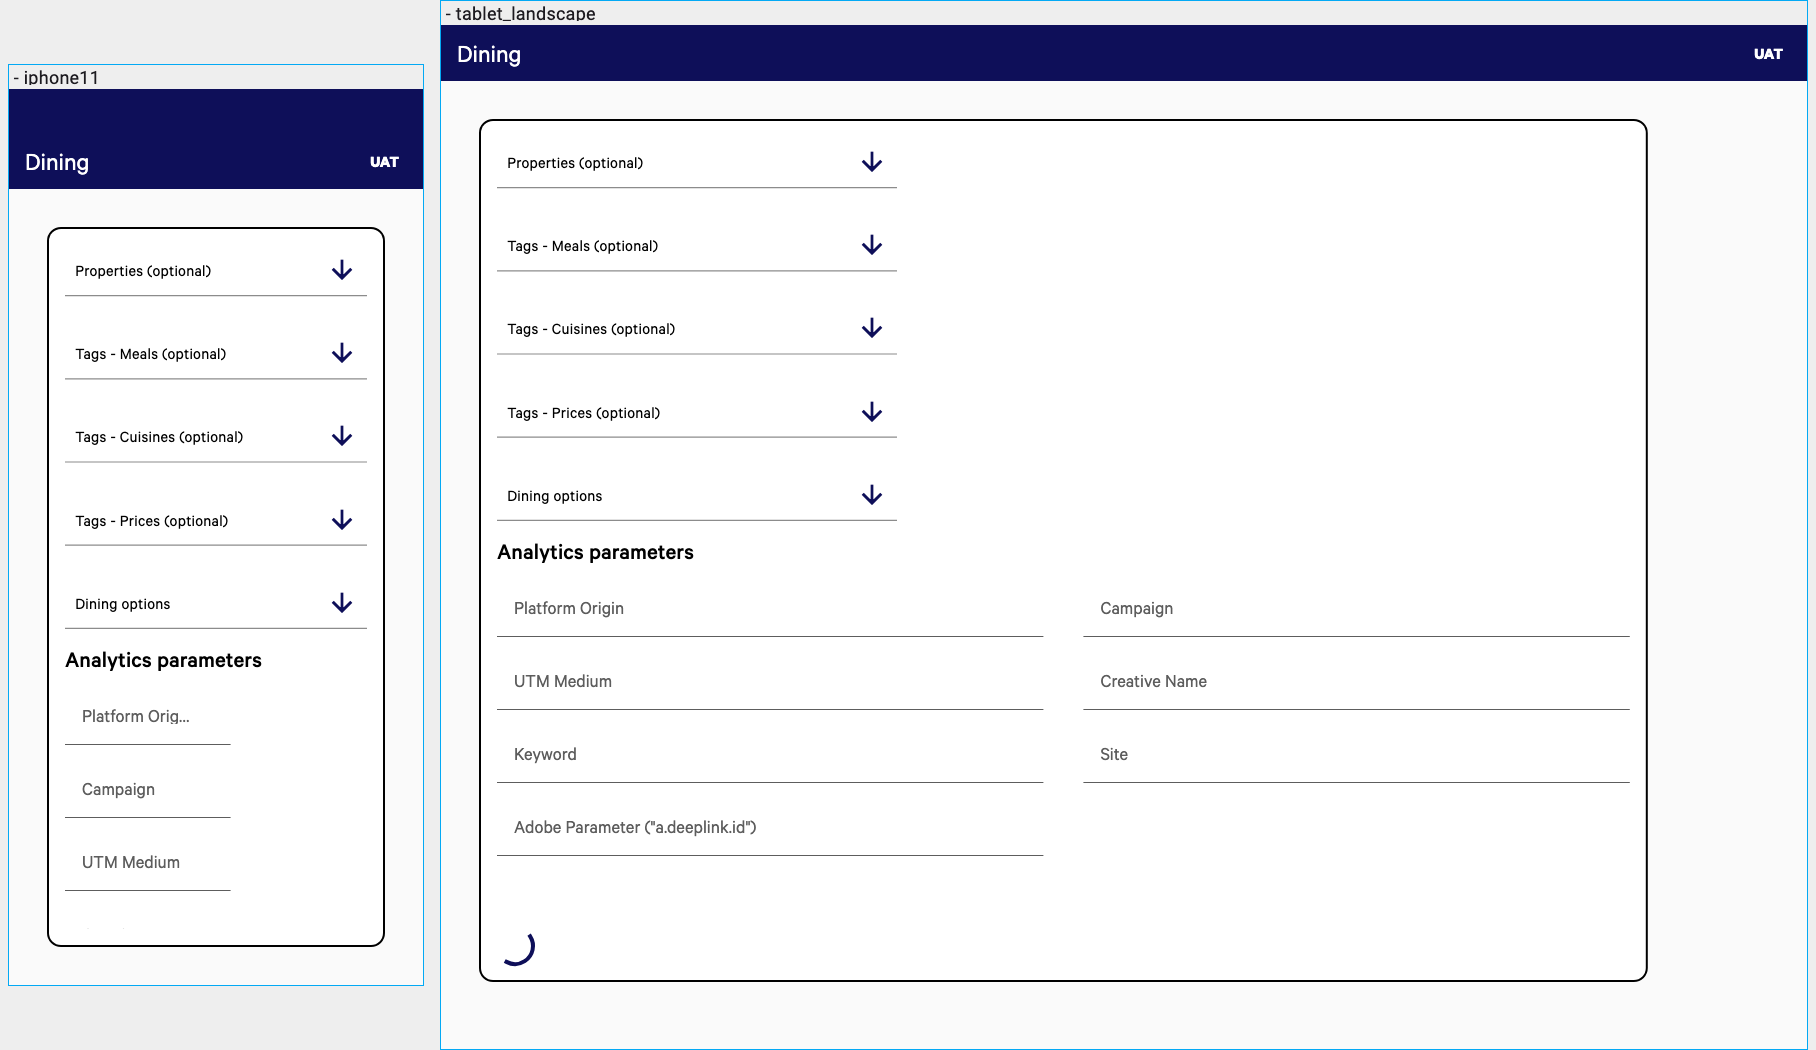 - iphone11
Dining UAT
Properties (optional)
Tags - Meals (optional)
Tags - Cuisines (optional)
Tags - Prices (optional)
Dining options
Analytics parameters
Platform Orig...
Campaign
UTM Medium
- tablet_landscape
Dining UAT
Properties (optional)
Tags - Meals (optional)
Tags - Cuisines (optional)
Tags - Prices (optional)
Dining options
Analytics parameters
Platform Origin Campaign
UTM Medium Creative Name
Keyword Site
Adobe Parameter ("a.deeplink.id")